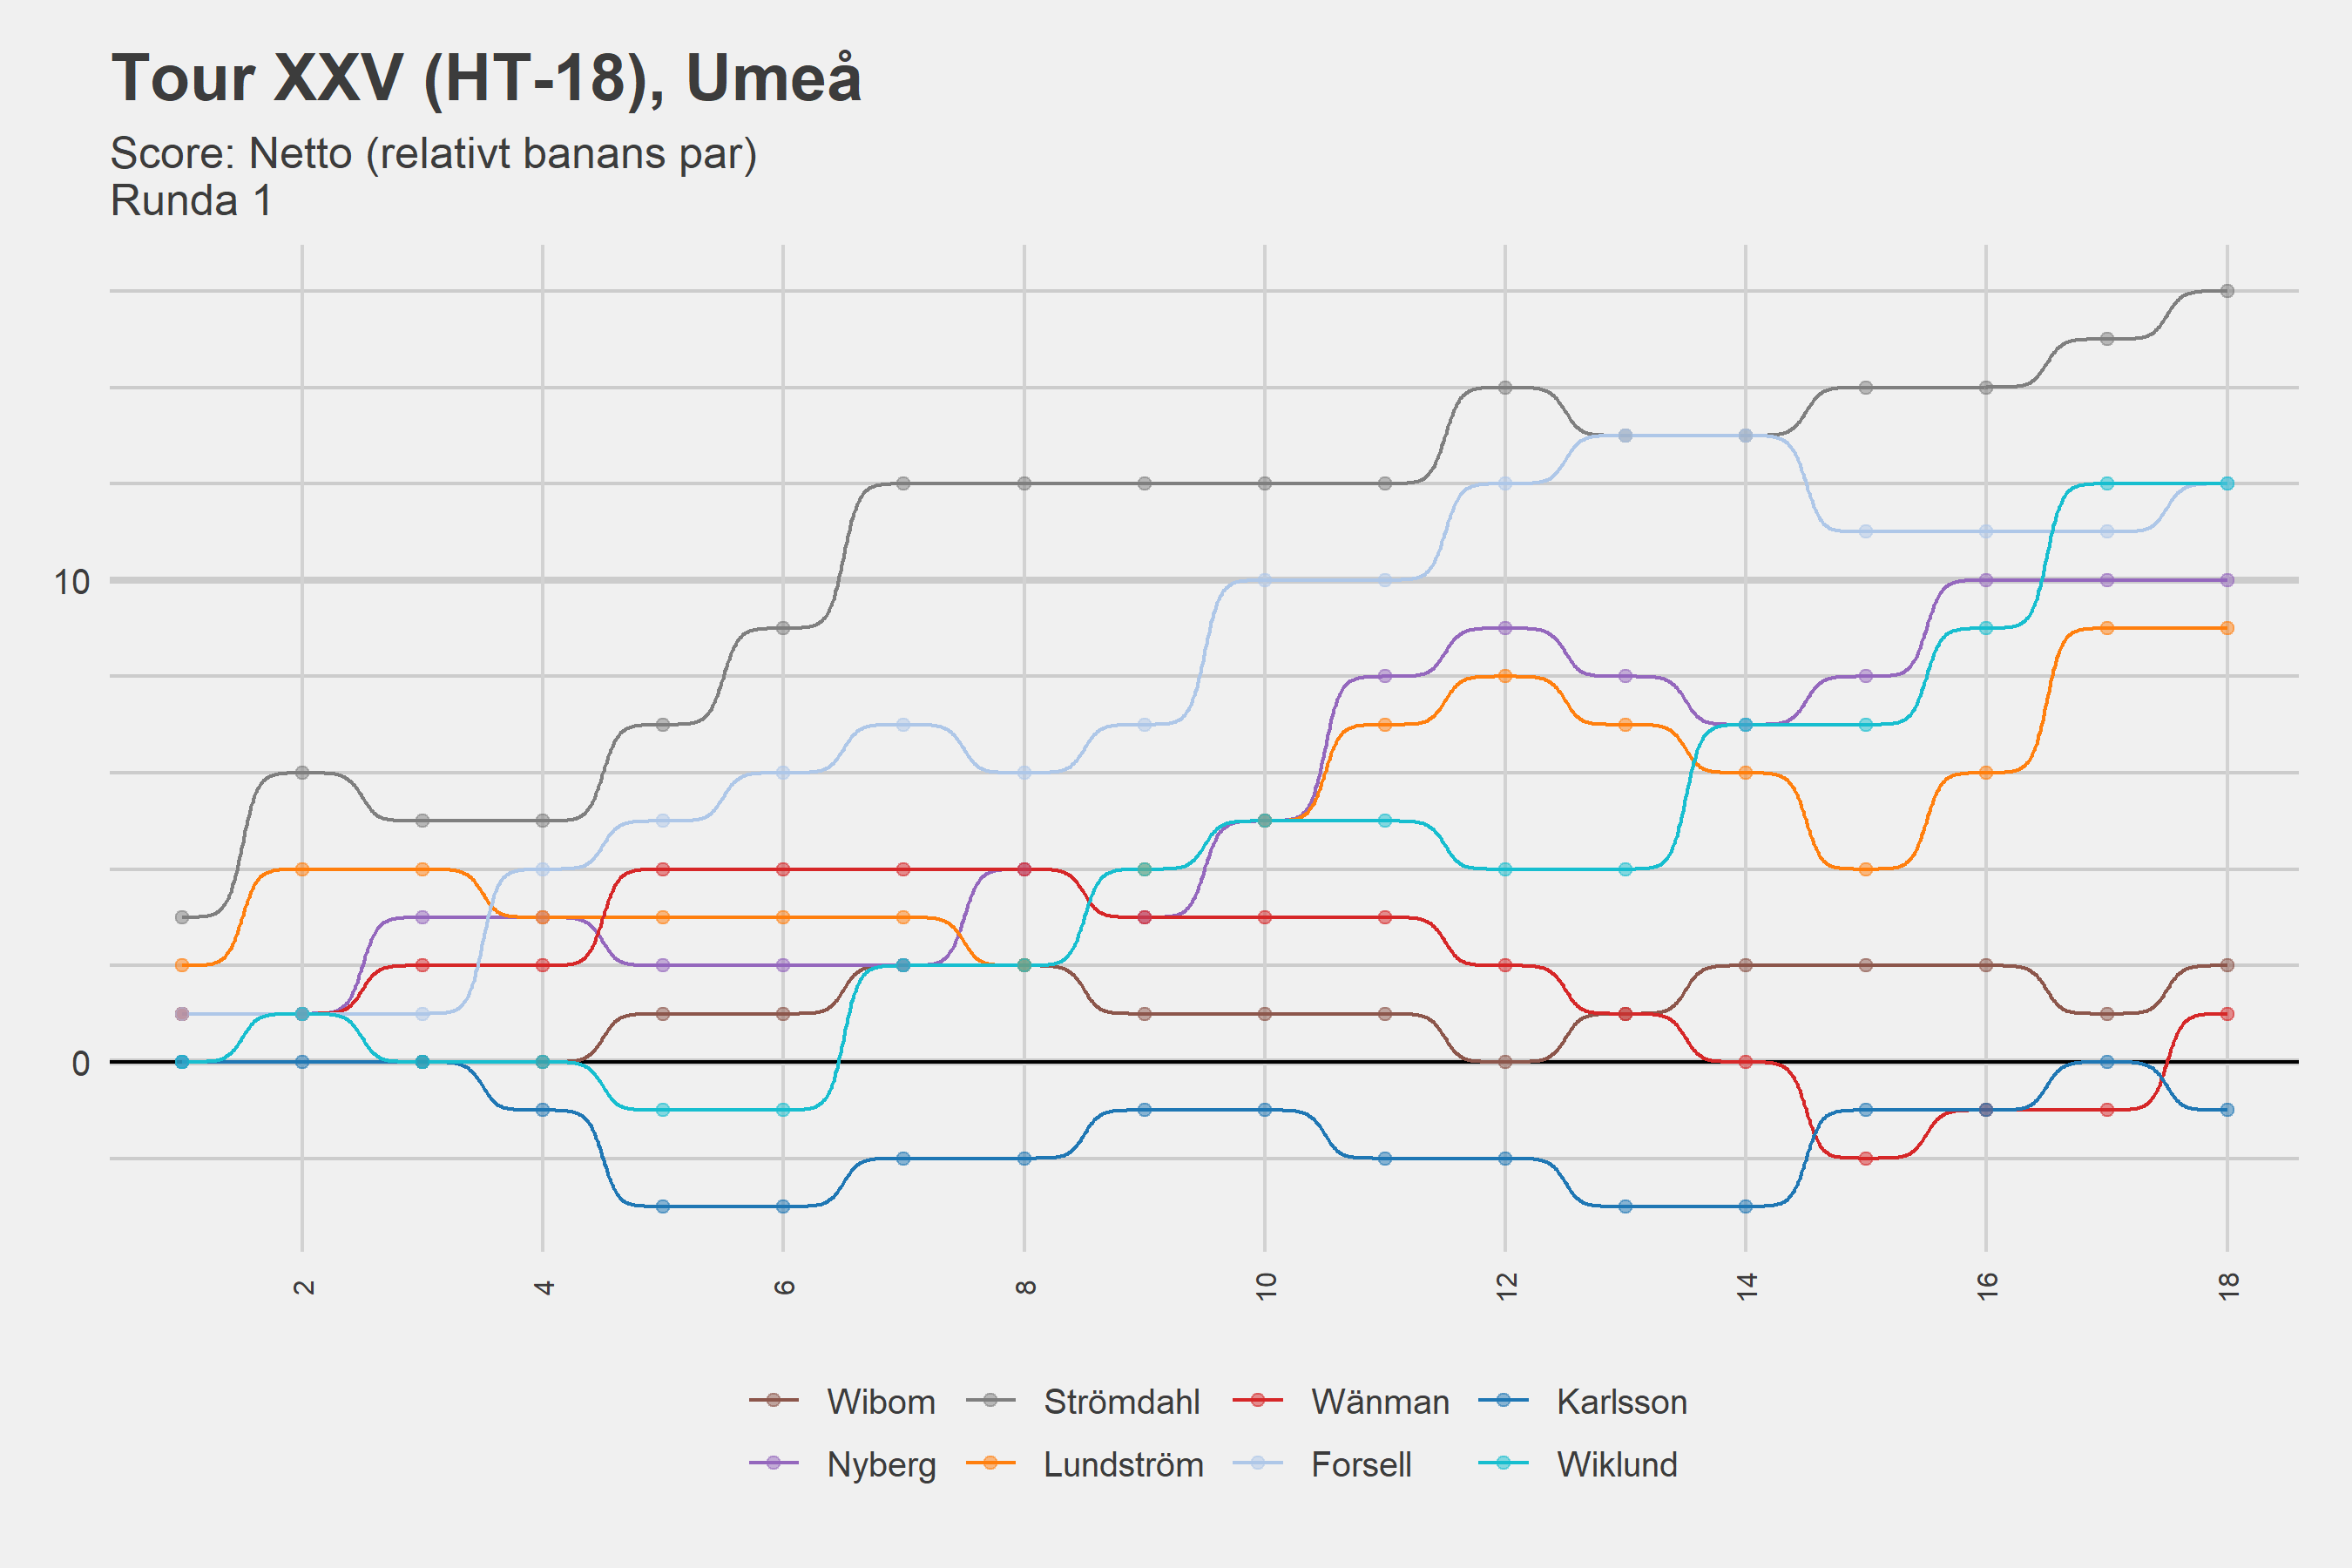 Tour XXV (HT-18), Umeå
Score: Netto (relativt banans par)
Runda 1
10
0
2 4 6 8 10 12 14 16 18
Wibom Strömdahl Wänman Karlsson
Nyberg Lundström Forsell Wiklund